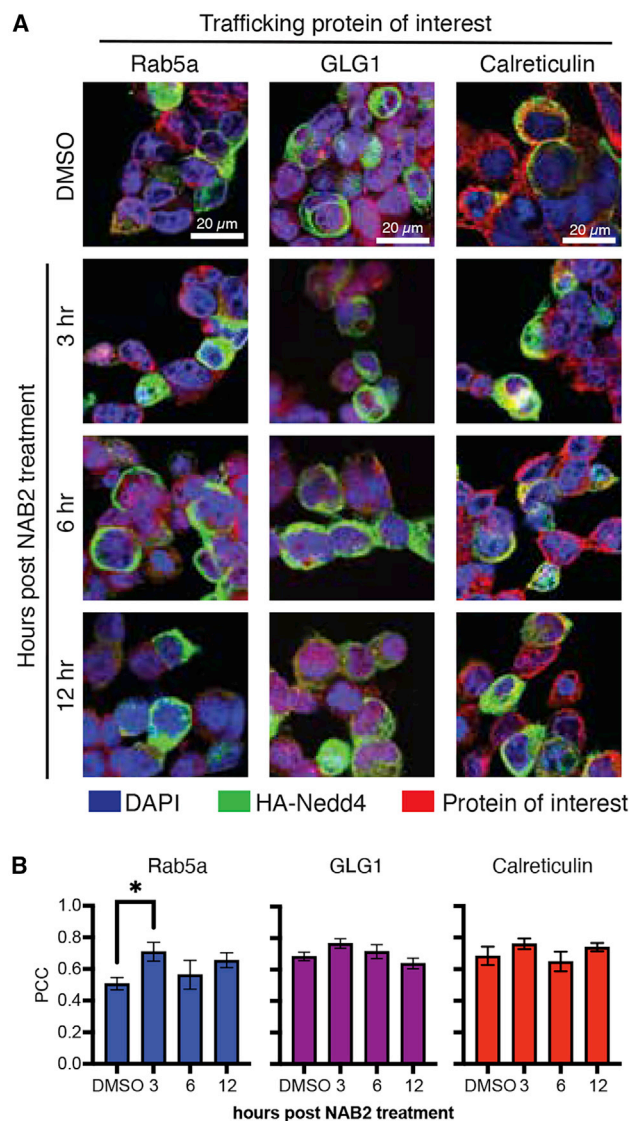 A
Trafficking protein of interest
Rab5a GLG1 Calreticulin
DMSO
20 µm 20 µm 20 µm
Hours post NAB2 treatment
3 hr
6 hr
12 hr
DAPI HA-Nedd4 Protein of interest
B
Rab5a GLG1 Calreticulin
*
PCC
1.0
0.8
0.6
0.4
0.2
0.0
DMSO 3 6 12 DMSO 3 6 12 DMSO 3 6 12
hours post NAB2 treatment